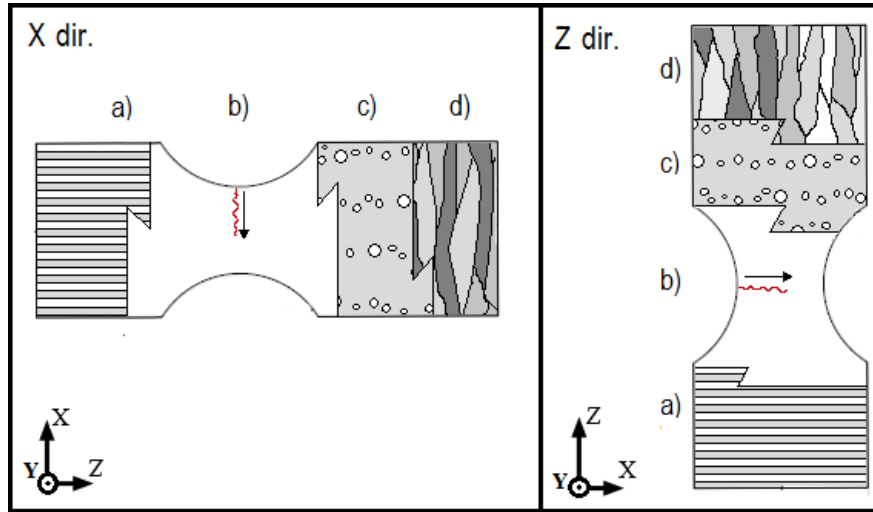 X dir.
a) b) c) d)
X
Y Z
Z dir.
d)
c)
b)
a)
Z
Y X